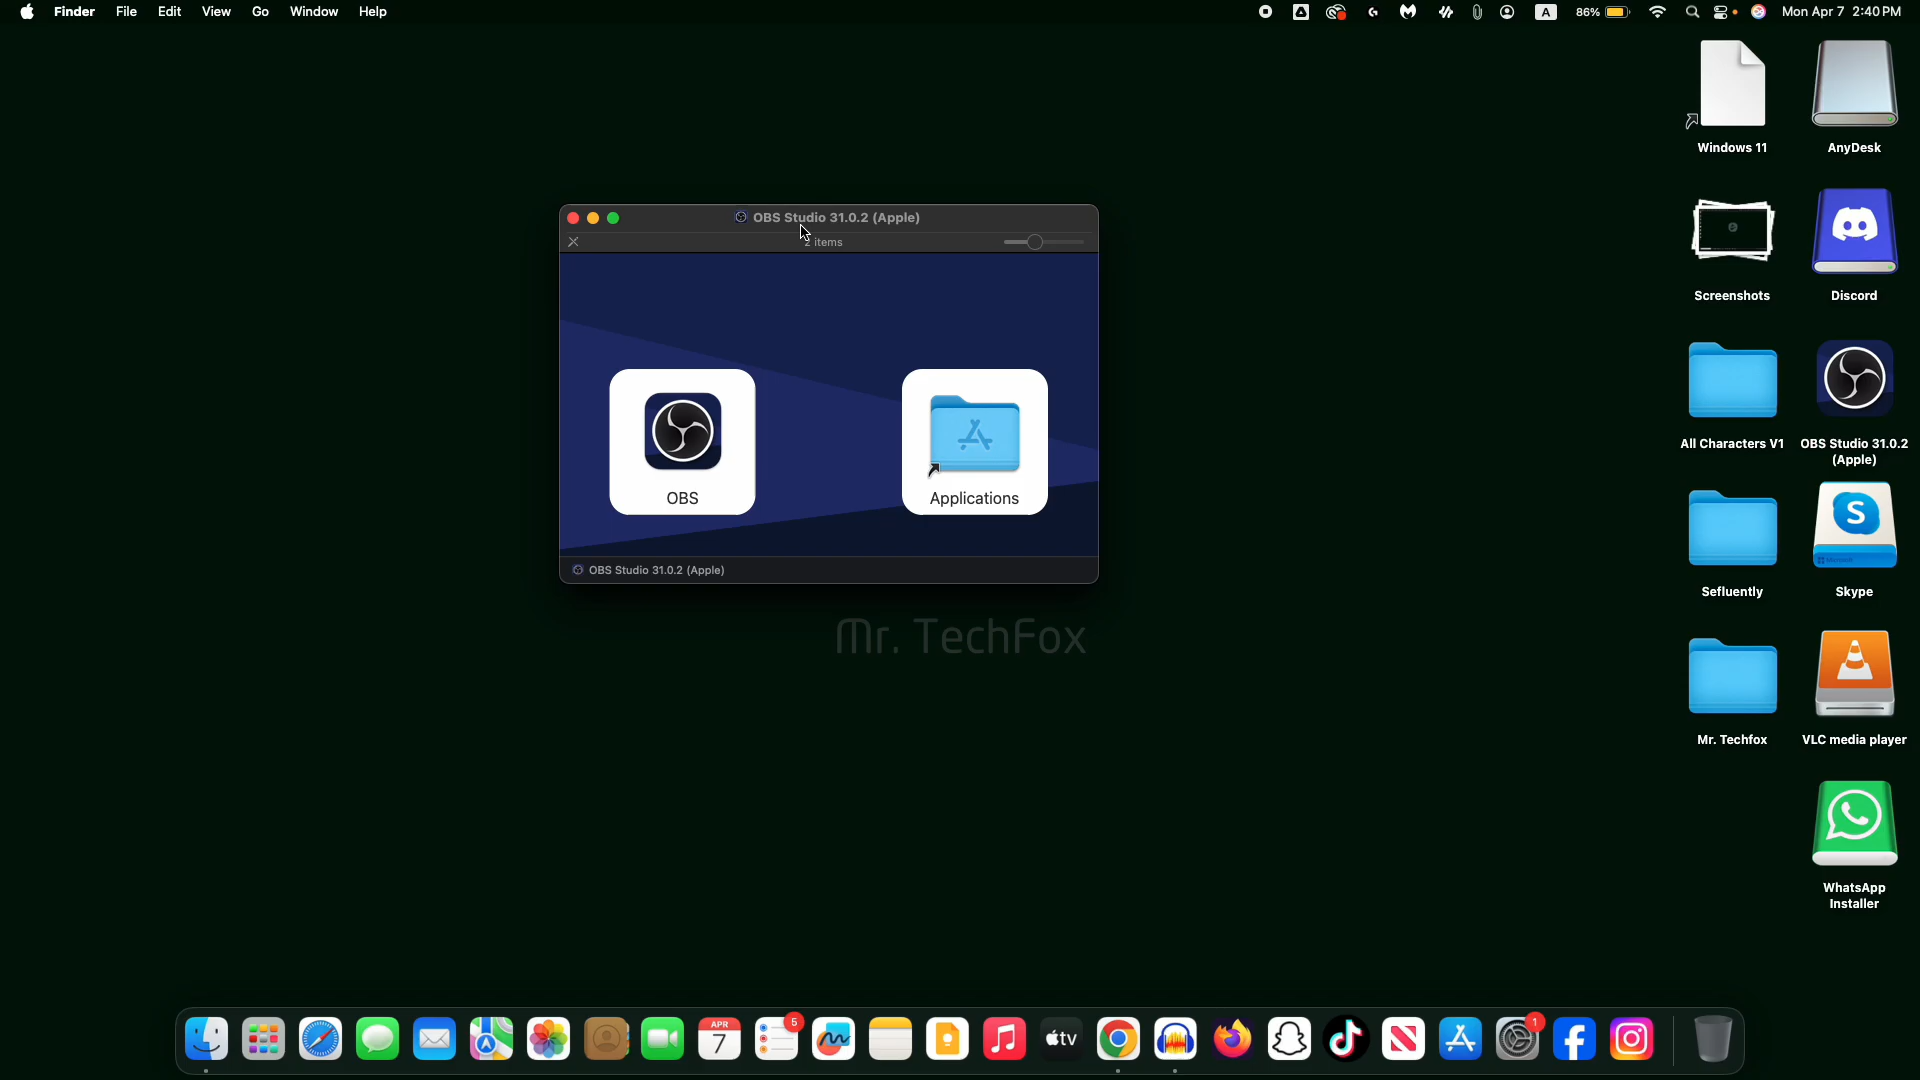 Finder File Edit View Go Window Help
A 86% Mon Apr 7 2:40 PM
OBS Studio 31.0.2 (Apple)
2 items
OBS
Applications
OBS Studio 31.0.2 (Apple)
Mr. TechFox
Windows 11
AnyDesk
Screenshots
Discord
All Characters V1
OBS Studio 31.0.2
(Apple)
Sefluently
S
Skype
Mr. Techfox
VLC media player
WhatsApp
Installer
APR
7
5
tv
1